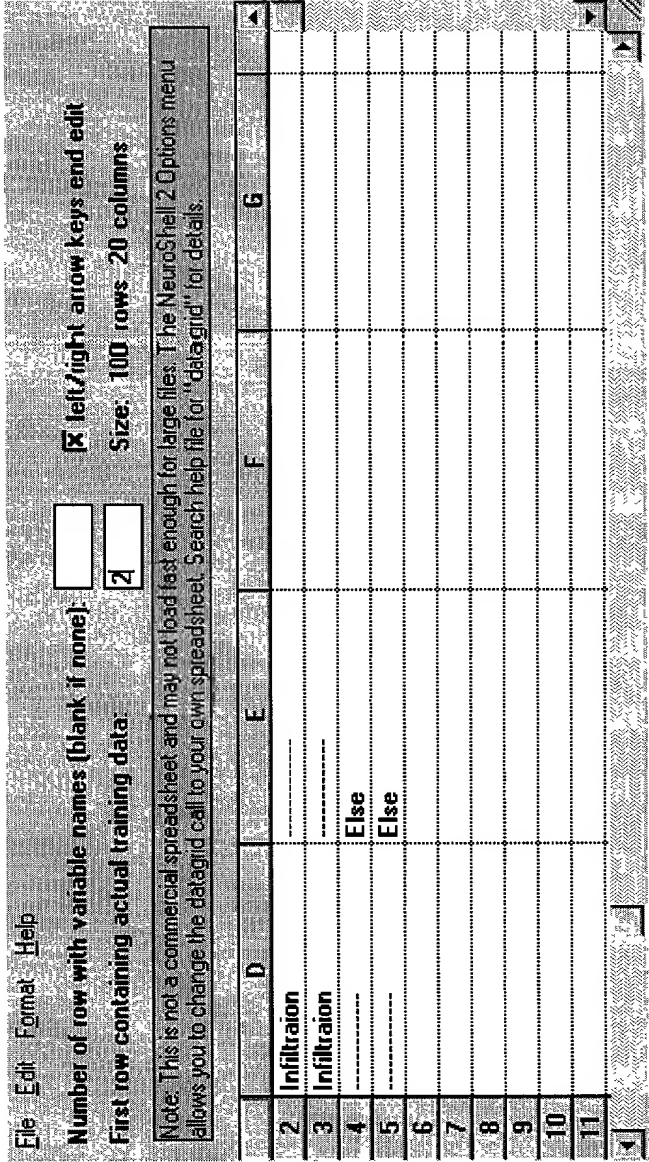 File Edit Format Help
Number of row with variable names (blank if none):
x left/right arrow keys end edit
First row containing actual training data: 2
Size: 100 rows 20 columns
Note: This is not a commercial spreadsheet and may not load fast enough for large files. The NeuroShell 2 Options menu
allows you to change the datagrid call to your own spreadsheet. Search help file for "datagrid" for details.
D E F G
2 Infiltraion ----------
3 Infiltraion ----------
4 ---------- Else
5 ---------- Else
6
7
8
9
10
11